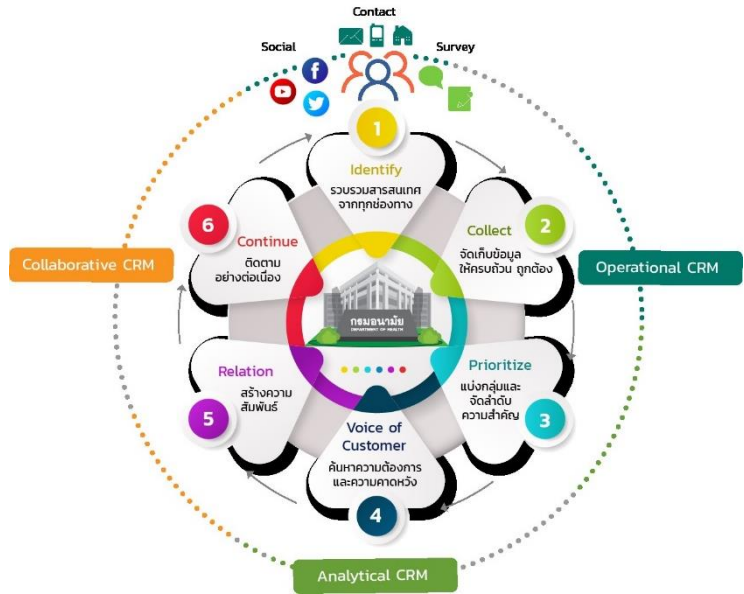 Contact
Social
Survey
1
Identify
รวบรวมสารสนเทศ
จากทุกช่องทาง
2
Collect
จัดเก็บข้อมูล
ให้ครบถ้วน ถูกต้อง
Operational CRM
Prioritize
แบ่งกลุ่มและ
จัดลำดับ
ความสำคัญ
3
Voice of
Customer
ค้นหาความต้องการ
และความคาดหวัง
4
Analytical CRM
Relation
สร้างความ
สัมพันธ์
5
6
Continue
ติดตาม
อย่างต่อเนื่อง
Collaborative CRM
กรมอนามัย
DEPARTMENT OF HEALTH